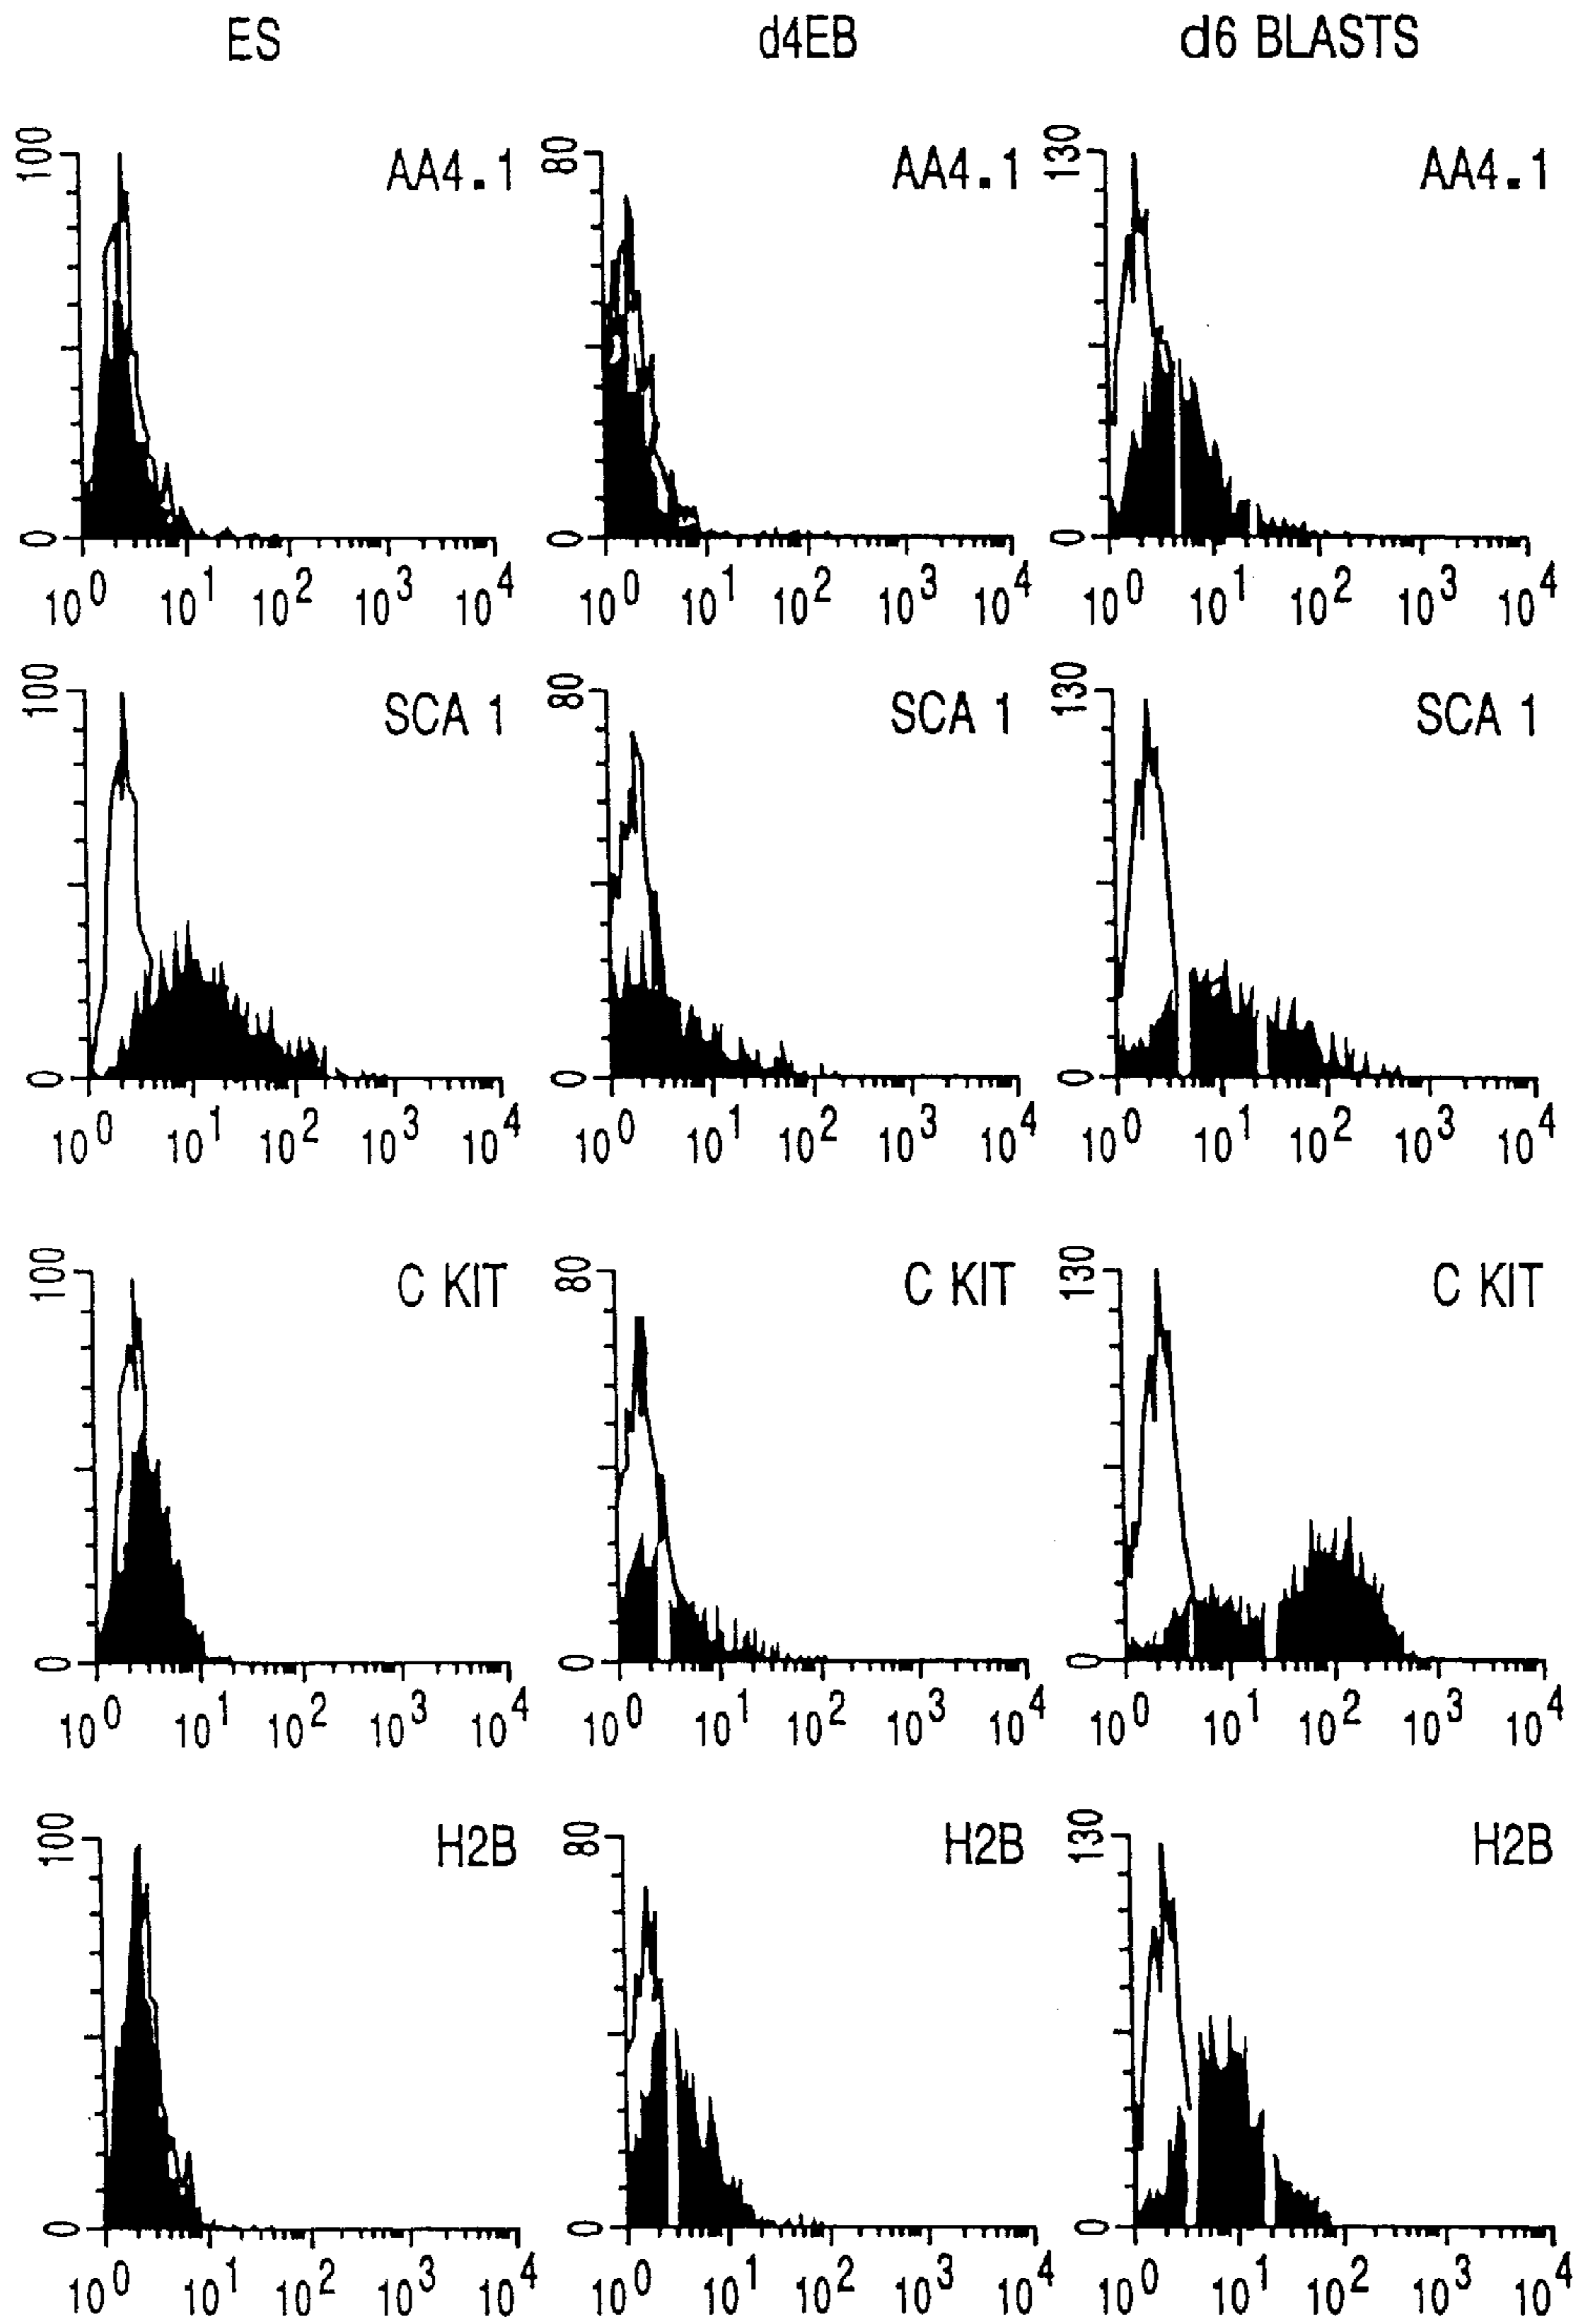 ES d4EB d6 BLASTS
100 AA4.1 80 AA4.1 130 AA4.1
0 0 0
10^0 10^1 10^2 10^3 10^4 10^0 10^1 10^2 10^3 10^4 10^0 10^1 10^2 10^3 10^4
100 SCA 1 80 SCA 1 130 SCA 1
0 0 0
10^0 10^1 10^2 10^3 10^4 10^0 10^1 10^2 10^3 10^4 10^0 10^1 10^2 10^3 10^4
100 C KIT 80 C KIT 130 C KIT
0 0 0
10^0 10^1 10^2 10^3 10^4 10^0 10^1 10^2 10^3 10^4 10^0 10^1 10^2 10^3 10^4
100 H2B 80 H2B 130 H2B
0 0 0
10^0 10^1 10^2 10^3 10^4 10^0 10^1 10^2 10^3 10^4 10^0 10^1 10^2 10^3 10^4